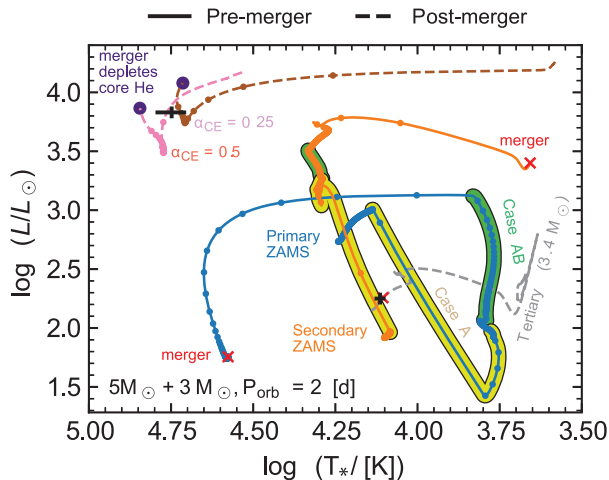 Pre-merger Post-merger
merger
depletes
core He
α_CE = 0 25
α_CE = 0.5
merger
Primary
ZAMS
Case AB
Case A
Tertiary (3.4 M⊙)
Secondary
ZAMS
merger
5M⊙ + 3 M⊙, P_orb = 2 [d]
4.0
3.5
3.0
2.5
2.0
1.5
log (L/L⊙)
5.00 4.75 4.50 4.25 4.00 3.75 3.50
log (T*/ [K])